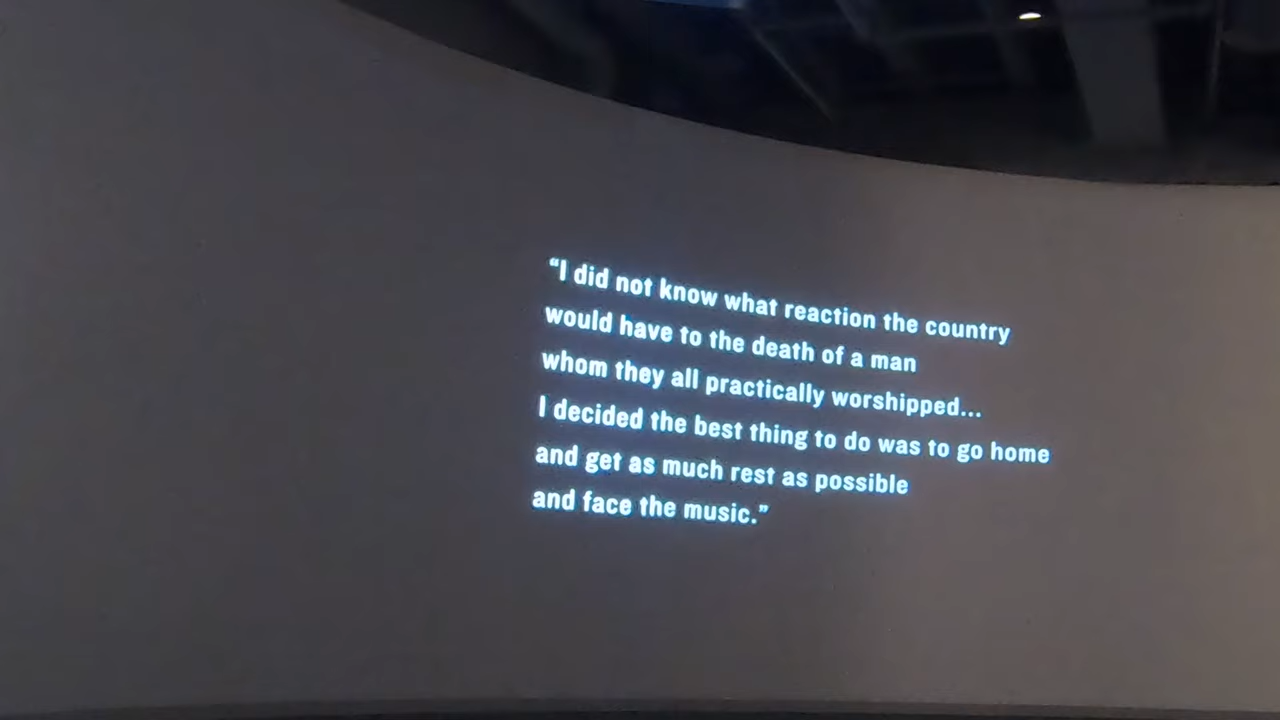 “I did not know what reaction the country
would have to the death of a man
whom they all practically worshipped...
I decided the best thing to do was to go home
and get as much rest as possible
and face the music.”